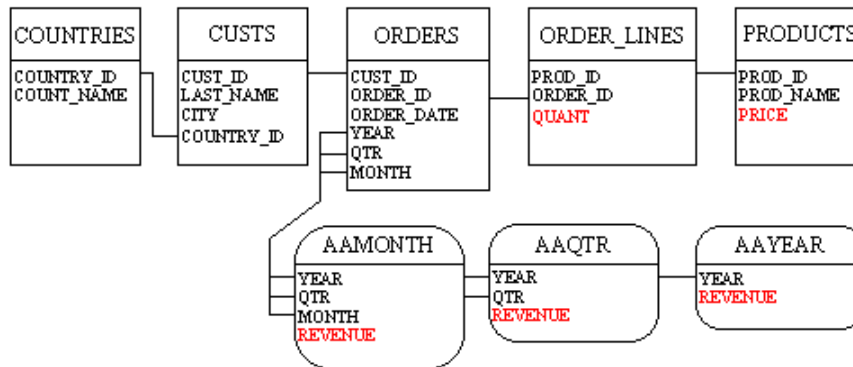 COUNTRIES
COUNTRY_ID
COUNT_NAME
CUSTS
CUST_ID
LAST_NAME
CITY
COUNTRY_ID
ORDERS
CUST_ID
ORDER_ID
ORDER_DATE
YEAR
QTR
MONTH
ORDER_LINES
PROD_ID
ORDER_ID
QUANT
PRODUCTS
PROD_ID
PROD_NAME
PRICE
AAMONTH
YEAR
QTR
MONTH
REVENUE
AAQTR
YEAR
QTR
REVENUE
AAYEAR
YEAR
REVENUE